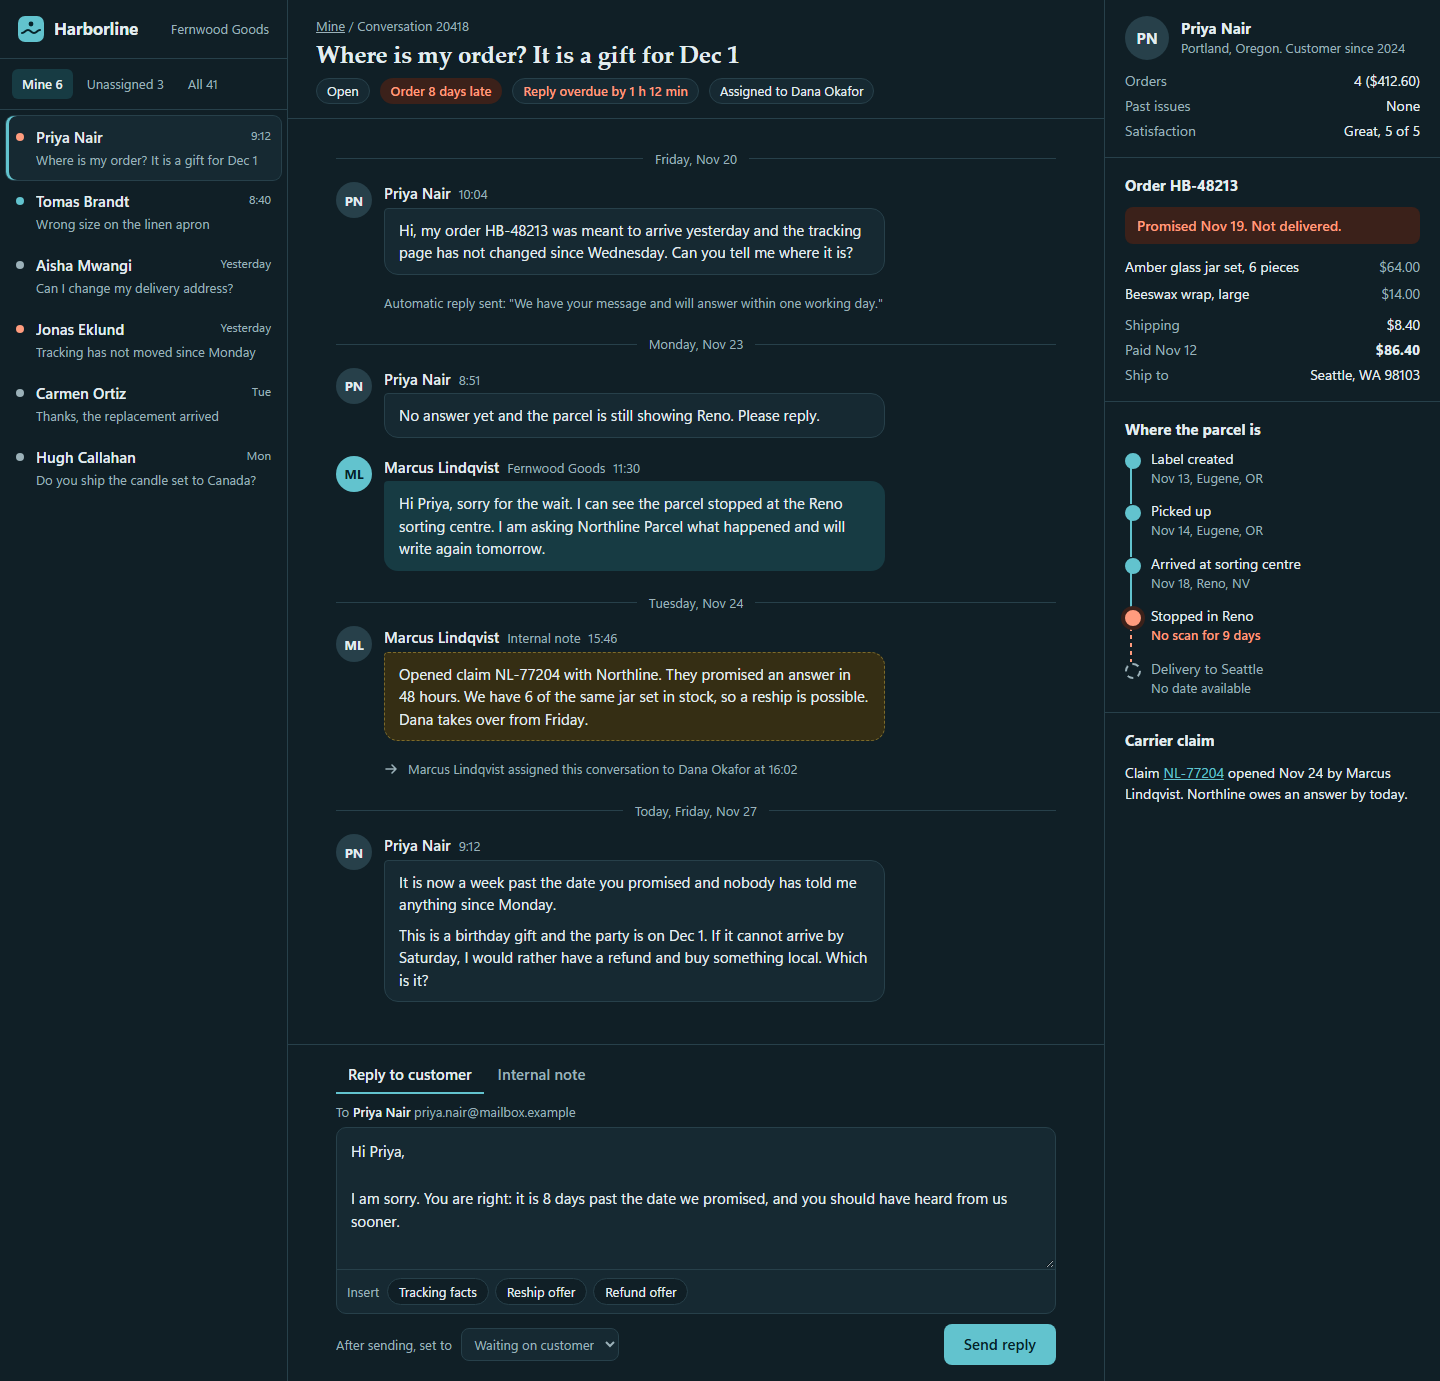 Harborline
Fernwood Goods
Mine 6
Unassigned 3
All 41
Priya Nair
9:12
Where is my order? It is a gift for Dec 1
Tomas Brandt
8:40
Wrong size on the linen apron
Aisha Mwangi
Yesterday
Can I change my delivery address?
Jonas Eklund
Yesterday
Tracking has not moved since Monday
Carmen Ortiz
Tue
Thanks, the replacement arrived
Hugh Callahan
Mon
Do you ship the candle set to Canada?
Mine / Conversation 20418
Where is my order? It is a gift for Dec 1
Open
Order 8 days late
Reply overdue by 1 h 12 min
Assigned to Dana Okafor
Friday, Nov 20
PN
Priya Nair 10:04
Hi, my order HB-48213 was meant to arrive yesterday and the tracking
page has not changed since Wednesday. Can you tell me where it is?
Automatic reply sent: "We have your message and will answer within one working day."
Monday, Nov 23
PN
Priya Nair 8:51
No answer yet and the parcel is still showing Reno. Please reply.
ML
Marcus Lindqvist Fernwood Goods 11:30
Hi Priya, sorry for the wait. I can see the parcel stopped at the Reno
sorting centre. I am asking Northline Parcel what happened and will
write again tomorrow.
Tuesday, Nov 24
ML
Marcus Lindqvist Internal note 15:46
Opened claim NL-77204 with Northline. They promised an answer in
48 hours. We have 6 of the same jar set in stock, so a reship is possible.
Dana takes over from Friday.
Marcus Lindqvist assigned this conversation to Dana Okafor at 16:02
Today, Friday, Nov 27
PN
Priya Nair 9:12
It is now a week past the date you promised and nobody has told me
anything since Monday.
This is a birthday gift and the party is on Dec 1. If it cannot arrive by
Saturday, I would rather have a refund and buy something local. Which
is it?
Reply to customer
Internal note
To Priya Nair priya.nair@mailbox.example
Hi Priya,
I am sorry. You are right: it is 8 days past the date we promised, and you should have heard from us
sooner.
Insert
Tracking facts
Reship offer
Refund offer
After sending, set to
Waiting on customer
Send reply
PN
Priya Nair
Portland, Oregon. Customer since 2024
Orders
4 ($412.60)
Past issues
None
Satisfaction
Great, 5 of 5
Order HB-48213
Promised Nov 19. Not delivered.
Amber glass jar set, 6 pieces
$64.00
Beeswax wrap, large
$14.00
Shipping
$8.40
Paid Nov 12
$86.40
Ship to
Seattle, WA 98103
Where the parcel is
Label created
Nov 13, Eugene, OR
Picked up
Nov 14, Eugene, OR
Arrived at sorting centre
Nov 18, Reno, NV
Stopped in Reno
No scan for 9 days
Delivery to Seattle
No date available
Carrier claim
Claim NL-77204 opened Nov 24 by Marcus
Lindqvist. Northline owes an answer by today.